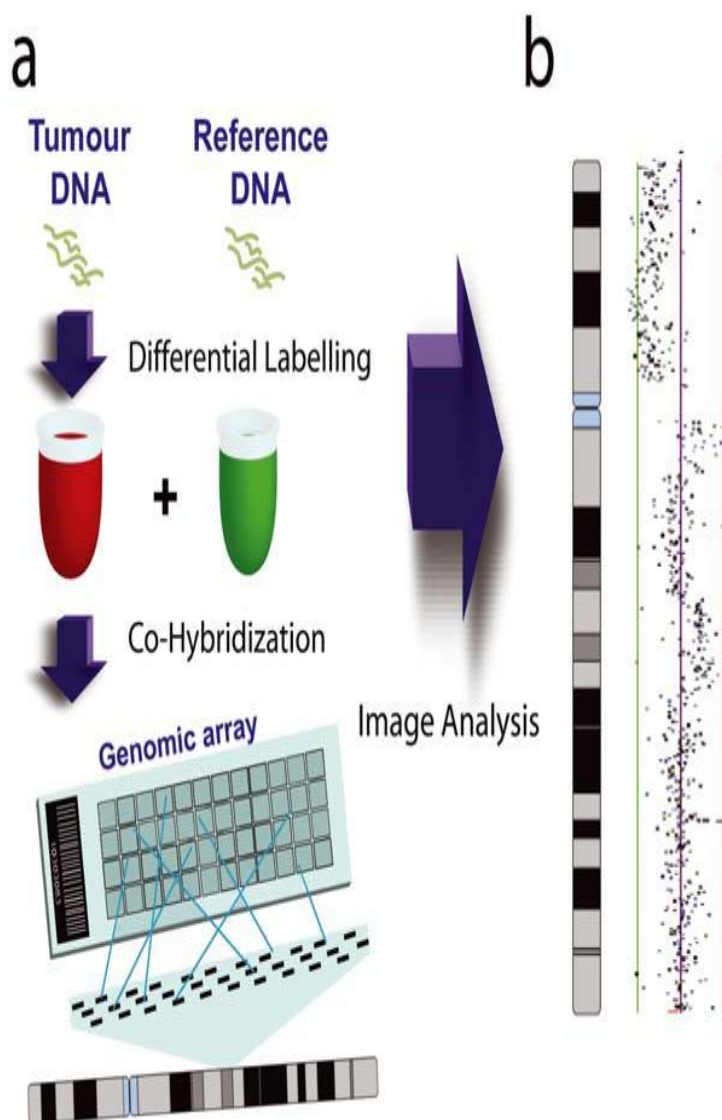 a
b
Tumour
DNA
Reference
DNA
Differential Labelling
+
Co-Hybridization
Genomic array
Image Analysis